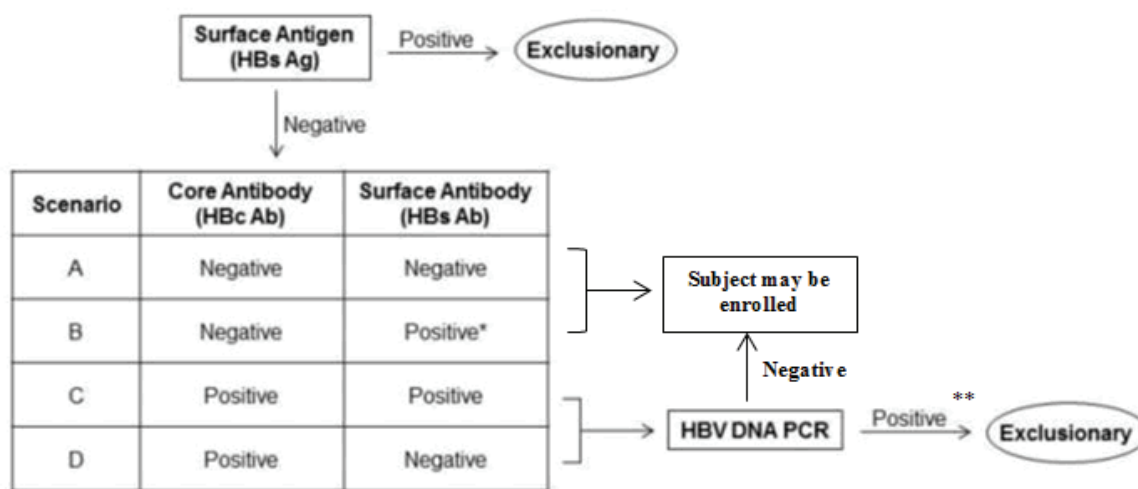 Surface Antigen
(HBs Ag)
Positive
Exclusionary
Negative
Scenario
Core Antibody
(HBc Ab)
Surface Antibody
(HBs Ab)
A
Negative
Negative
B
Negative
Positive*
C
Positive
Positive
D
Positive
Negative
Subject may be
enrolled
Negative
HBV DNA PCR
Positive
**
Exclusionary